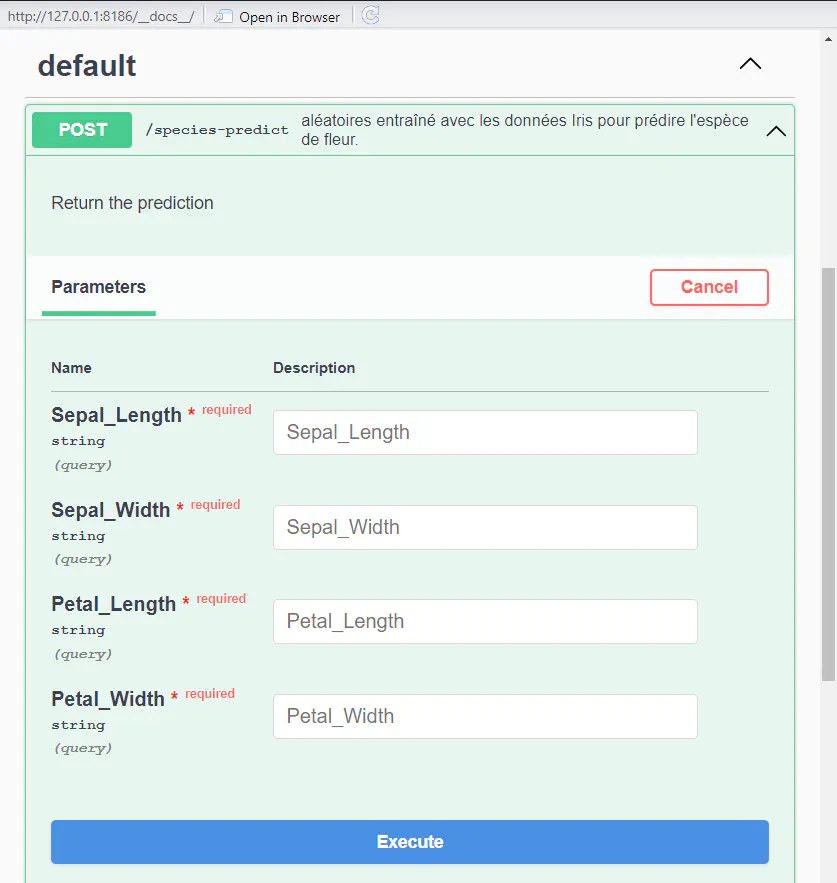 http://127.0.0.1:8186/__docs__/ Open in Browser
default
POST /species-predict aléatoires entraîné avec les données Iris pour prédire l'espèce
de fleur.
Return the prediction
Parameters Cancel
Name Description
Sepal_Length * required
Sepal_Length
string
(query)
Sepal_Width * required
Sepal_Width
string
(query)
Petal_Length * required
Petal_Length
string
(query)
Petal_Width * required
Petal_Width
string
(query)
Execute